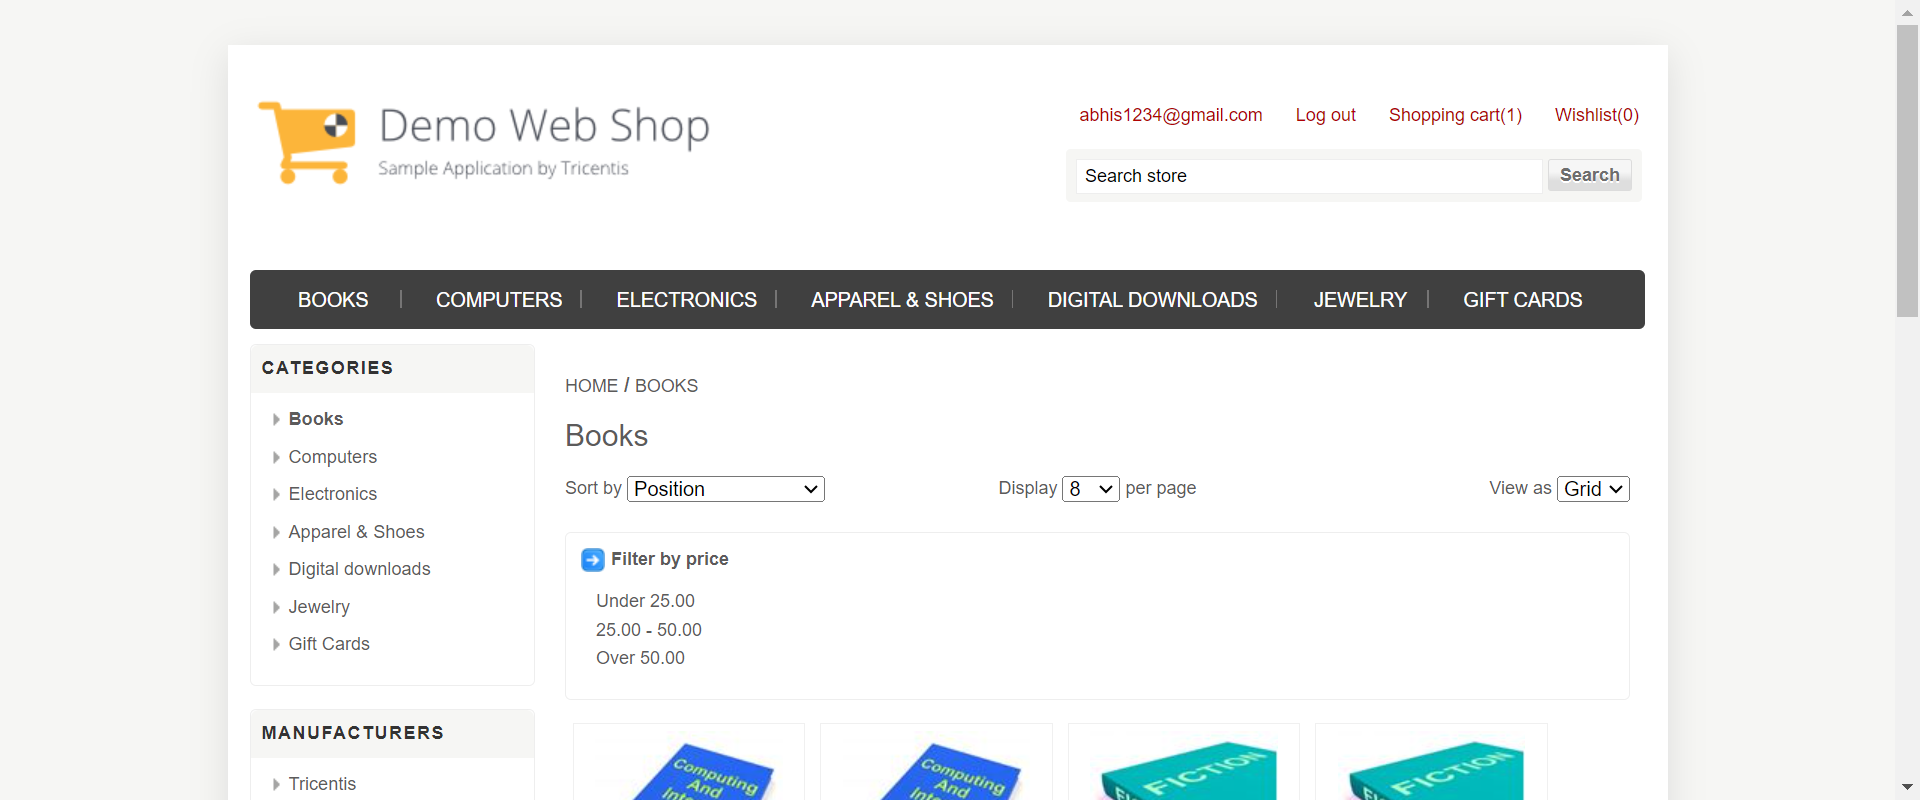 Demo Web Shop
Sample Application by Tricentis
abhis1234@gmail.com Log out Shopping cart(1) Wishlist(0)
Search store Search
BOOKS COMPUTERS ELECTRONICS APPAREL & SHOES DIGITAL DOWNLOADS JEWELRY GIFT CARDS
CATEGORIES
Books
Computers
Electronics
Apparel & Shoes
Digital downloads
Jewelry
Gift Cards
MANUFACTURERS
Tricentis
HOME / BOOKS
Books
Sort by Position Display 8 per page View as Grid
Filter by price
Under 25.00
25.00 - 50.00
Over 50.00
Computing
And
Computing
And
FICTION
FICTION